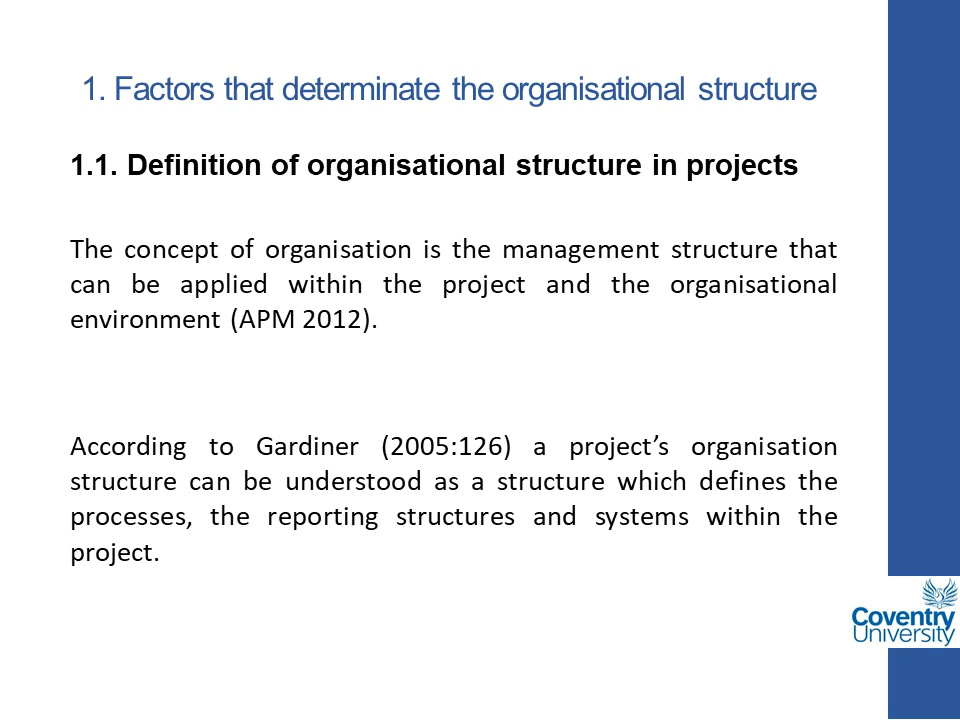 1. Factors that determinate the organisational structure
1.1. Definition of organisational structure in projects
The concept of organisation is the management structure that
can be applied within the project and the organisational
environment (APM 2012).
According to Gardiner (2005:126) a project’s organisation
structure can be understood as a structure which defines the
processes, the reporting structures and systems within the
project.
Coventry
University